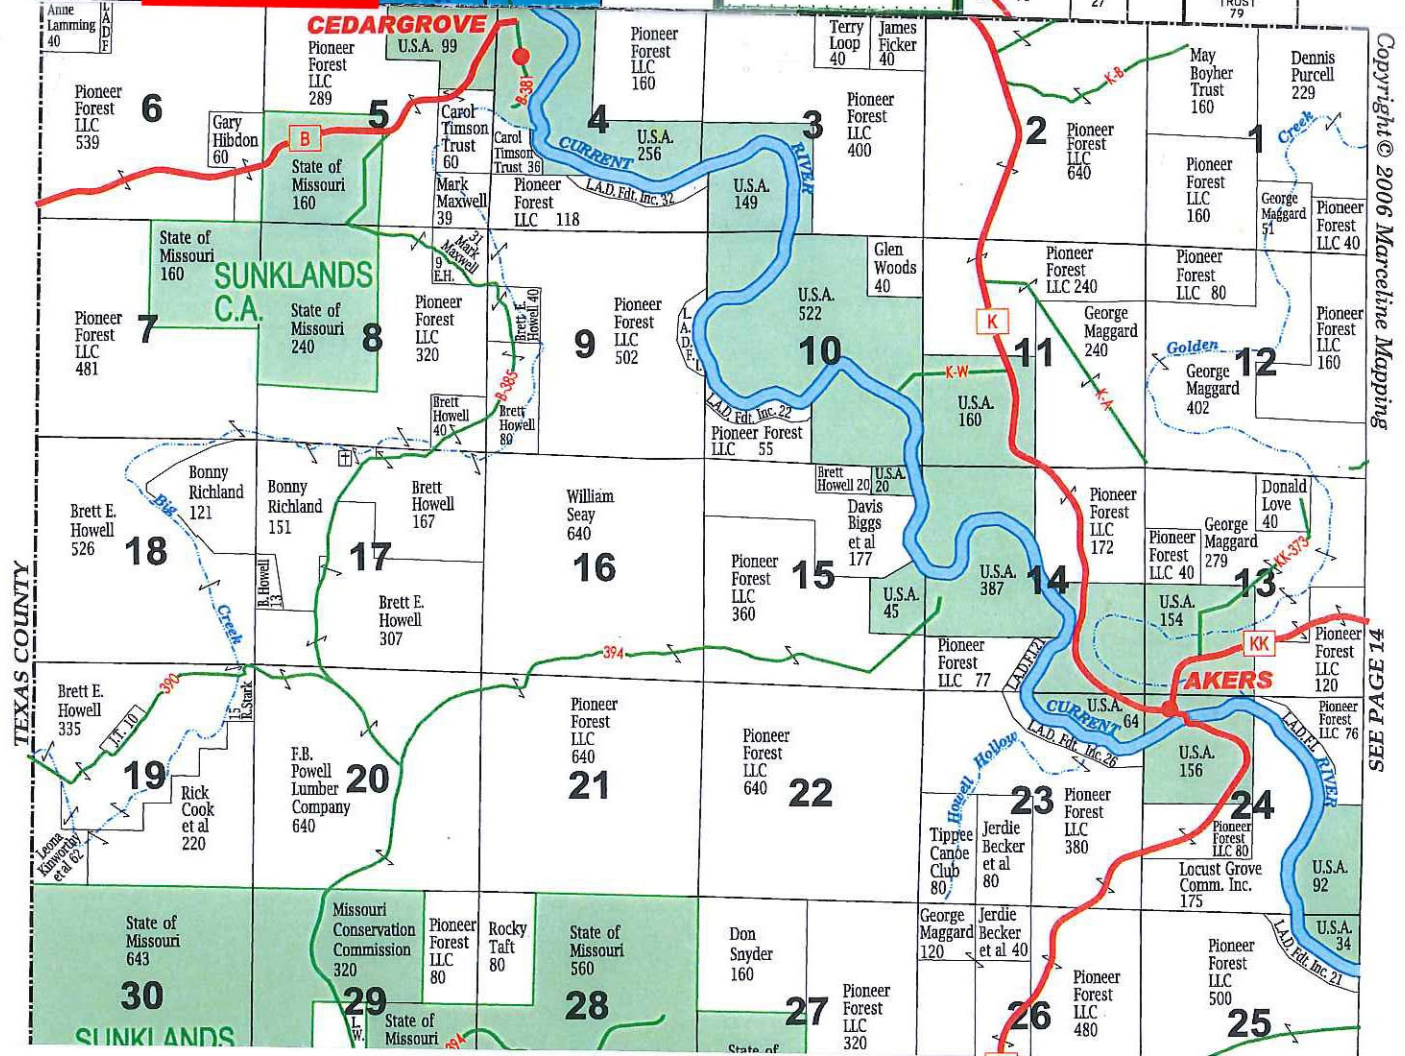 Anne
Lamming
40
L
A
D
F
CEDARGROVE
Pioneer
Forest
LLC
289
U.S.A. 99
Pioneer
Forest
LLC
160
Terry
Loop
40
James
Ficker
40
27
TRUST
79
May
Boyher
Trust
160
Dennis
Purcell
229
K-B
Pioneer
Forest
LLC
539
6
Gary
Hibdon
60
B
5
State of
Missouri
160
B-381
Carol
Timson
Trust
60
Carol
Timson
Trust 36
4
U.S.A.
256
CURRENT
RIVER
3
Pioneer
Forest
LLC
400
2
Pioneer
Forest
LLC
640
1
Creek
Pioneer
Forest
LLC
160
Mark
Maxwell
39
Pioneer
Forest
LLC 118
L.A.D. Fdt. Inc. 32
U.S.A.
149
George
Maggard
51
Pioneer
Forest
LLC 40
State of
Missouri
160
SUNKLANDS
C.A.
31
Mark
Maxwell
9
E.H.
Glen
Woods
40
Pioneer
Forest
LLC 240
Pioneer
Forest
LLC 80
Pioneer
Forest
LLC
481
7
State of
Missouri
240
8
Pioneer
Forest
LLC
320
Brett E.
Howell 40
9
Pioneer
Forest
LLC
502
L.
A.
D.
F.
I.
U.S.A.
522
10
K
11
George
Maggard
240
K-A
Golden
12
George
Maggard
402
Pioneer
Forest
LLC
160
K-W
U.S.A.
160
B-385
Brett
Howell
40
Brett
Howell
80
L.A.D. Fdt. Inc. 22
Pioneer Forest
LLC 55
Brett
Howell 20
U.S.A.
20
Bonny
Richland
121
Bonny
Richland
151
Brett
Howell
167
William
Seay
640
Davis
Biggs
et al
177
Pioneer
Forest
LLC
172
Donald
Love
40
George
Maggard
279
Pioneer
Forest
LLC 40
KK-373
Brett E.
Howell
526
18
Big
Creek
B. Howell
13
17
Brett E.
Howell
307
16
Pioneer
Forest
LLC
360
15
U.S.A.
45
U.S.A.
387
14
13
U.S.A.
154
KK
Pioneer
Forest
LLC
120
394
Pioneer
Forest
LLC 77
L.A.D.F.I. 21
AKERS
390
Brett E.
Howell
335
J.T. 10
15
R.Stark
19
F.B.
Powell
Lumber
Company
640
20
Pioneer
Forest
LLC
640
21
Pioneer
Forest
LLC
640
22
Howell Hollow
CURRENT
L.A.D. Fdt. Inc. 26
U.S.A.
64
U.S.A.
156
L.A.D.F.I.
RIVER
Pioneer
Forest
LLC 76
Leona
Kinworthy
et al 62
Rick
Cook
et al
220
23
Pioneer
Forest
LLC
380
Tippee
Canoe
Club
80
Jerdie
Becker
et al
80
24
Pioneer
Forest
LLC 80
Locust Grove
Comm. Inc.
175
U.S.A.
92
State of
Missouri
643
30
SUNKLANDS
Missouri
Conservation
Commission
320
29
L.
W.
Pioneer
Forest
LLC
80
Rocky
Taft
80
State of
Missouri
560
28
State of
Missouri
394
Don
Snyder
160
27
State of
Pioneer
Forest
LLC
320
George
Maggard
120
Jerdie
Becker
et al 40
26
Pioneer
Forest
LLC
480
Pioneer
Forest
LLC
500
25
U.S.A.
34
L.A.D. Fdt. Inc. 21
TEXAS COUNTY
Copyright © 2006 Marceline Mapping
SEE PAGE 14